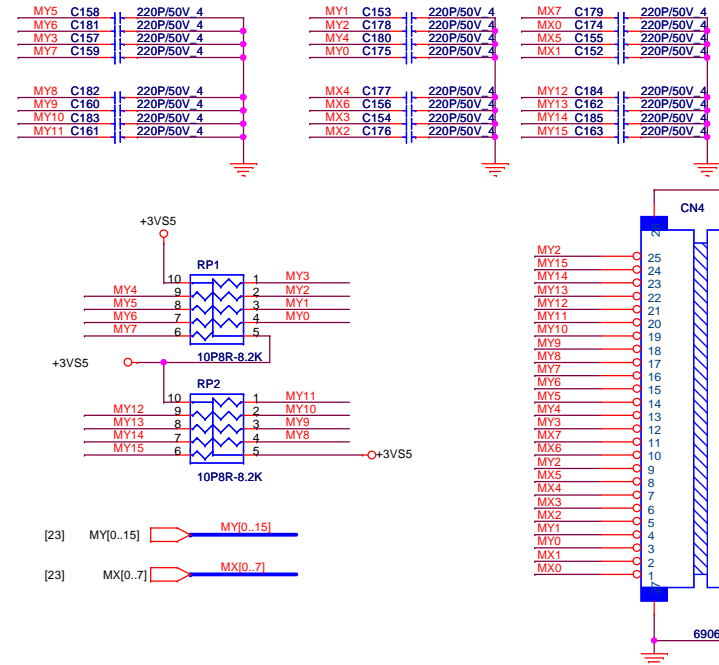 MY5 C158 220P/50V_4
MY6 C181 220P/50V_4
MY3 C157 220P/50V_4
MY7 C159 220P/50V_4
MY8 C182 220P/50V_4
MY9 C160 220P/50V_4
MY10 C183 220P/50V_4
MY11 C161 220P/50V_4
MY1 C153 220P/50V_4
MY2 C178 220P/50V_4
MY4 C180 220P/50V_4
MY0 C175 220P/50V_4
MX4 C177 220P/50V_4
MX6 C156 220P/50V_4
MX3 C154 220P/50V_4
MX2 C176 220P/50V_4
MX7 C179 220P/50V_4
MX0 C174 220P/50V_4
MX5 C155 220P/50V_4
MX1 C152 220P/50V_4
MY12 C184 220P/50V_4
MY13 C162 220P/50V_4
MY14 C185 220P/50V_4
MY15 C163 220P/50V_4
+3VS5
RP1
10 1 MY3
MY4 9 2 MY2
MY5 8 3 MY1
MY6 7 4 MY0
MY7 6 5
10P8R-8.2K
+3VS5
RP2
10 1 MY11
MY12 9 2 MY10
MY13 8 3 MY9
MY14 7 4 MY8
MY15 6 5 +3VS5
10P8R-8.2K
[23] MY[0..15] MY[0..15]
[23] MX[0..7] MX[0..7]
CN4
MY2 25
MY15 24
MY14 23
MY13 22
MY12 21
MY11 20
MY10 19
MY9 18
MY8 17
MY7 16
MY6 15
MY5 14
MY4 13
MY3 12
MX7 11
MX6 10
MY2 9
MX5 8
MX4 7
MX3 6
MX2 5
MY1 4
MY0 3
MX1 2
MX0 1
27
6906